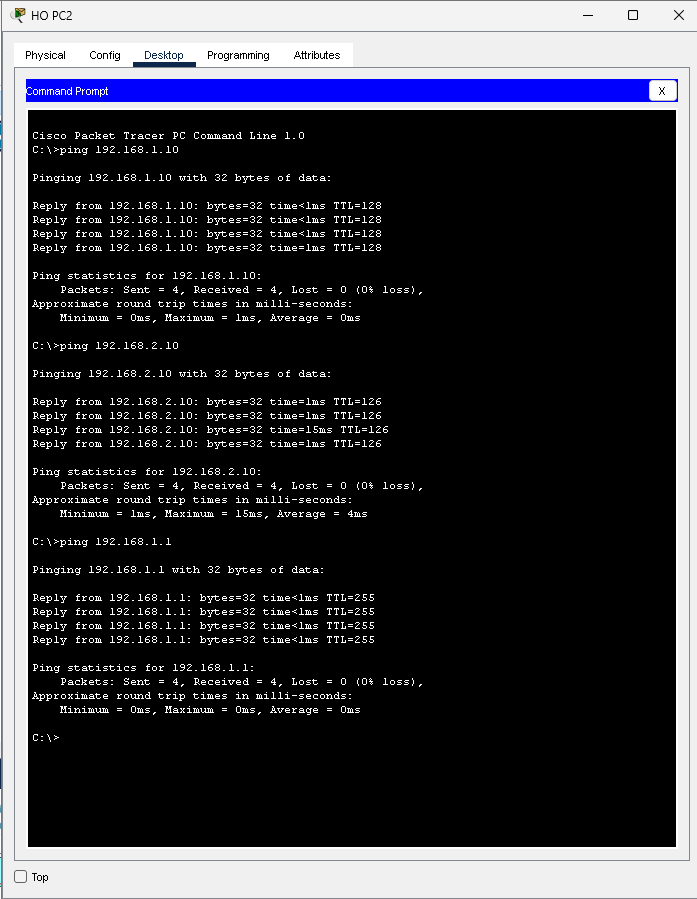 HO PC2
Physical Config Desktop Programming Attributes
Command Prompt X
Cisco Packet Tracer PC Command Line 1.0
C:\>ping 192.168.1.10
Pinging 192.168.1.10 with 32 bytes of data:
Reply from 192.168.1.10: bytes=32 time<1ms TTL=128
Reply from 192.168.1.10: bytes=32 time<1ms TTL=128
Reply from 192.168.1.10: bytes=32 time<1ms TTL=128
Reply from 192.168.1.10: bytes=32 time=1ms TTL=128
Ping statistics for 192.168.1.10:
Packets: Sent = 4, Received = 4, Lost = 0 (0% loss),
Approximate round trip times in milli-seconds:
Minimum = 0ms, Maximum = 1ms, Average = 0ms
C:\>ping 192.168.2.10
Pinging 192.168.2.10 with 32 bytes of data:
Reply from 192.168.2.10: bytes=32 time=1ms TTL=126
Reply from 192.168.2.10: bytes=32 time=1ms TTL=126
Reply from 192.168.2.10: bytes=32 time=15ms TTL=126
Reply from 192.168.2.10: bytes=32 time=1ms TTL=126
Ping statistics for 192.168.2.10:
Packets: Sent = 4, Received = 4, Lost = 0 (0% loss),
Approximate round trip times in milli-seconds:
Minimum = 1ms, Maximum = 15ms, Average = 4ms
C:\>ping 192.168.1.1
Pinging 192.168.1.1 with 32 bytes of data:
Reply from 192.168.1.1: bytes=32 time<1ms TTL=255
Reply from 192.168.1.1: bytes=32 time<1ms TTL=255
Reply from 192.168.1.1: bytes=32 time<1ms TTL=255
Reply from 192.168.1.1: bytes=32 time<1ms TTL=255
Ping statistics for 192.168.1.1:
Packets: Sent = 4, Received = 4, Lost = 0 (0% loss),
Approximate round trip times in milli-seconds:
Minimum = 0ms, Maximum = 0ms, Average = 0ms
C:\>
Top